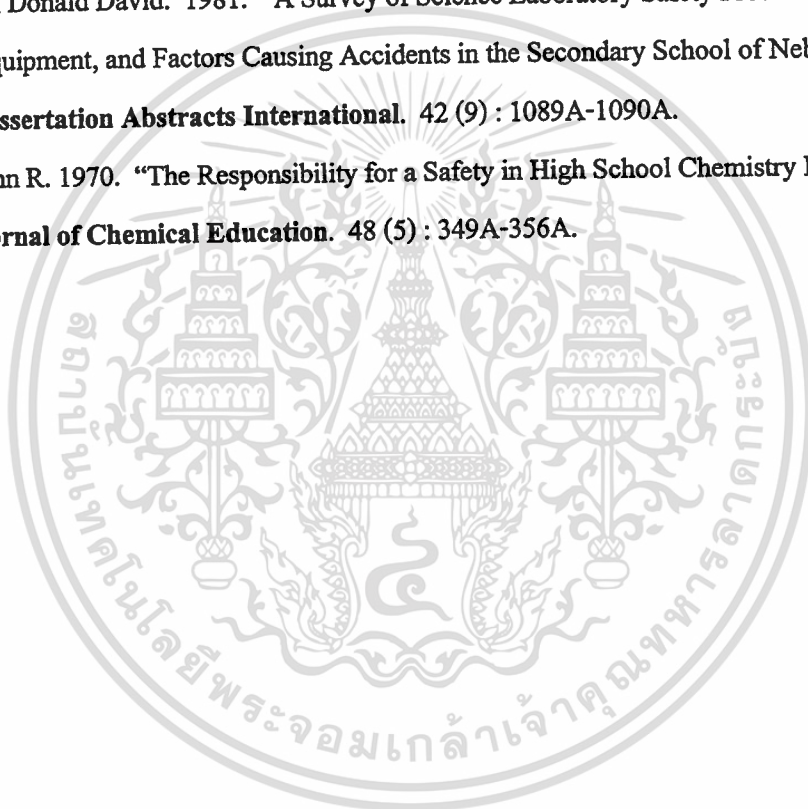 Donald David. 1981. "A Survey of Science Laboratory Safety
quipment, and Factors Causing Accidents in the Secondary School of
ssertation Abstracts International. 42 (9) : 1089A-1090A.
nn R. 1970. “The Responsibility for a Safety in High School Chemistry
rnal of Chemical Education. 48 (5) : 349A-356A.
สถาบันเทคโนโลยีพระจอมเกล้าเจ้าคุณทหารลาดกระบัง